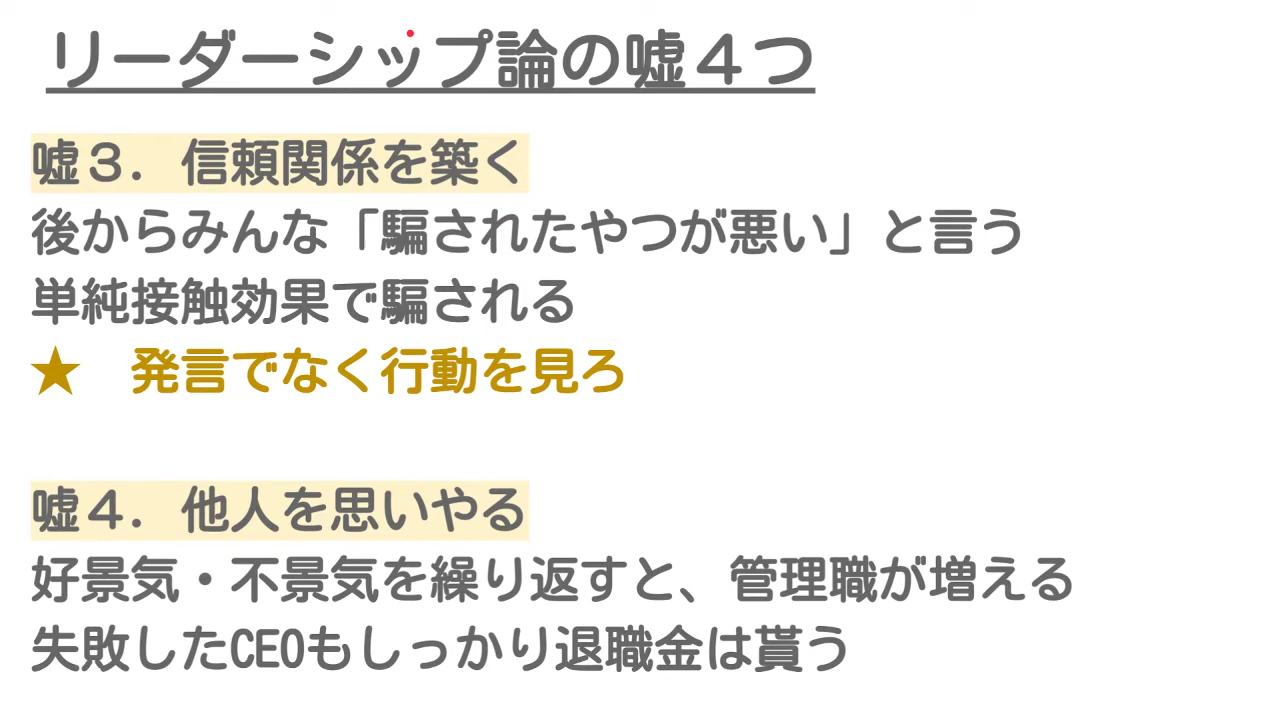 リーダーシップ論の嘘４つ
嘘３．信頼関係を築く
後からみんな「騙されたやつが悪い」と言う
単純接触効果で騙される
★　発言でなく行動を見ろ
嘘４．他人を思いやる
好景気・不景気を繰り返すと、管理職が増える
失敗したCEOもしっかり退職金は貰う